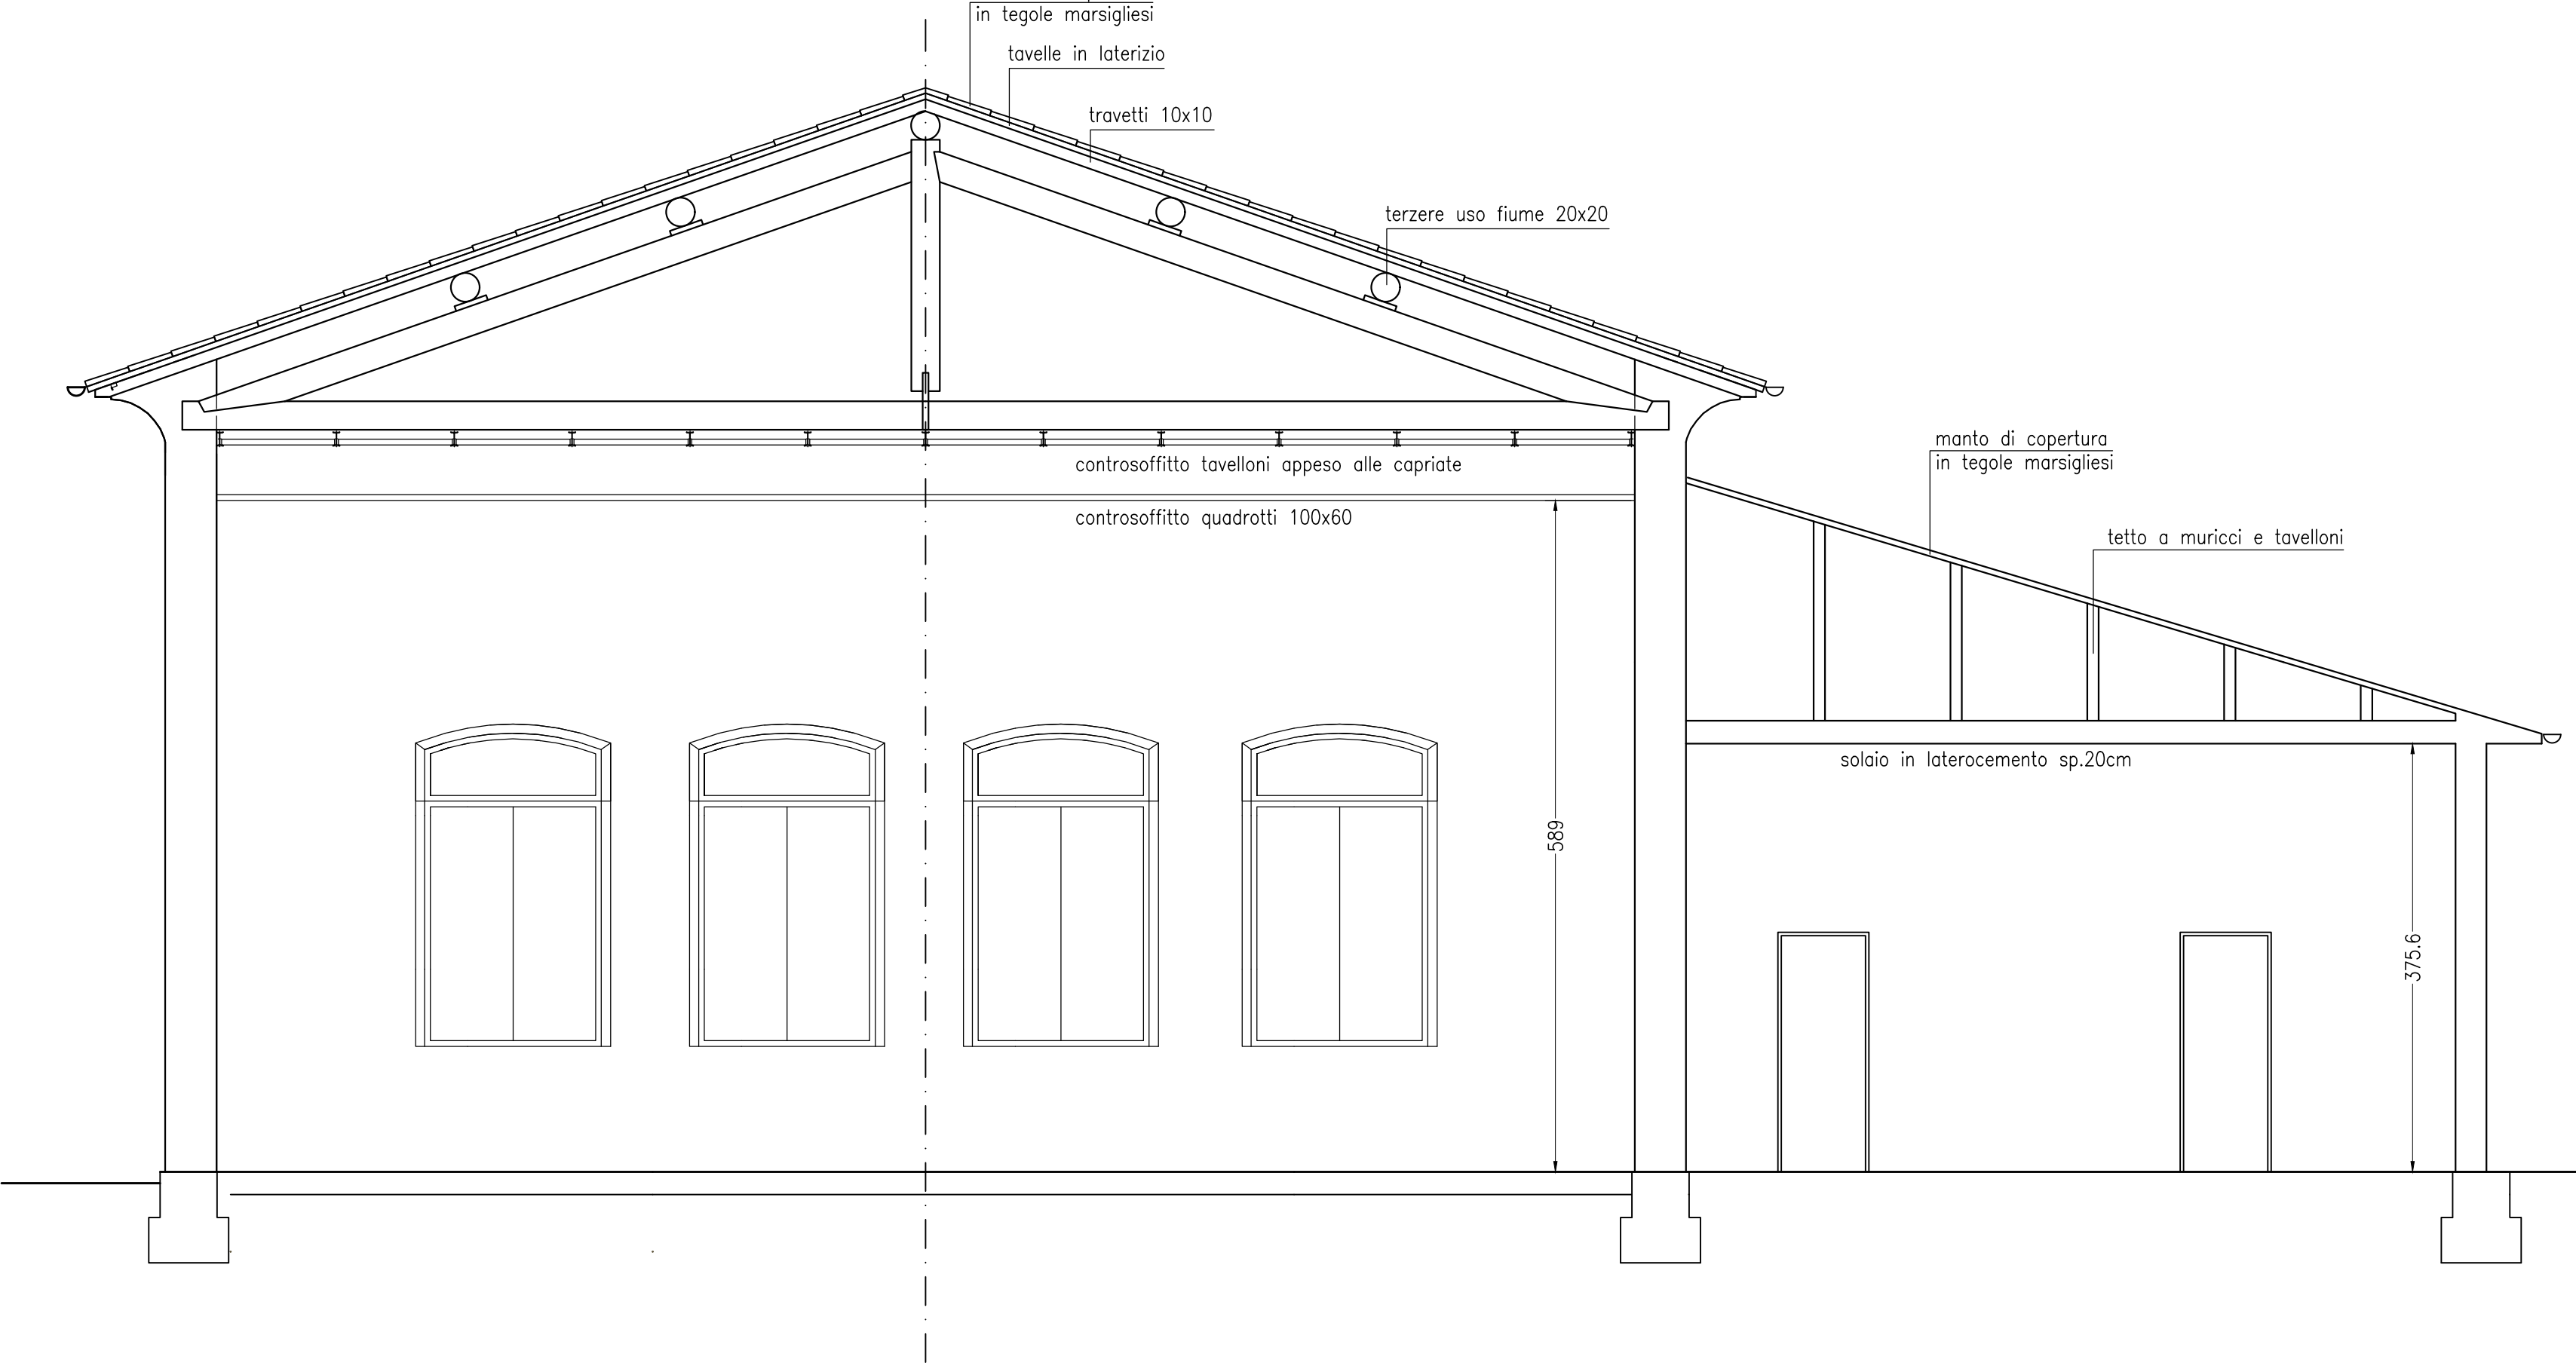 in tegole marsigliesi
tavelle in laterizio
travetti 10x10
terzere uso fiume 20x20
manto di copertura
in tegole marsigliesi
controsoffitto tavelloni appeso alle capriate
controsoffitto quadrotti 100x60
tetto a muricci e tavelloni
solaio in laterocemento sp.20cm
589
375.6